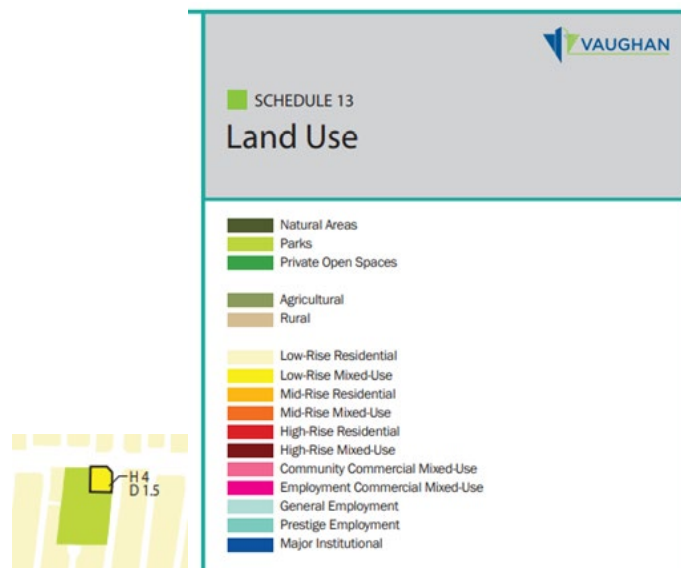 VAUGHAN
SCHEDULE 13
Land Use
Natural Areas
Parks
Private Open Spaces
Agricultural
Rural
Low-Rise Residential
Low-Rise Mixed-Use
Mid-Rise Residential
Mid-Rise Mixed-Use
High-Rise Residential
High-Rise Mixed-Use
Community Commercial Mixed-Use
Employment Commercial Mixed-Use
General Employment
Prestige Employment
Major Institutional
H 4
D 1.5